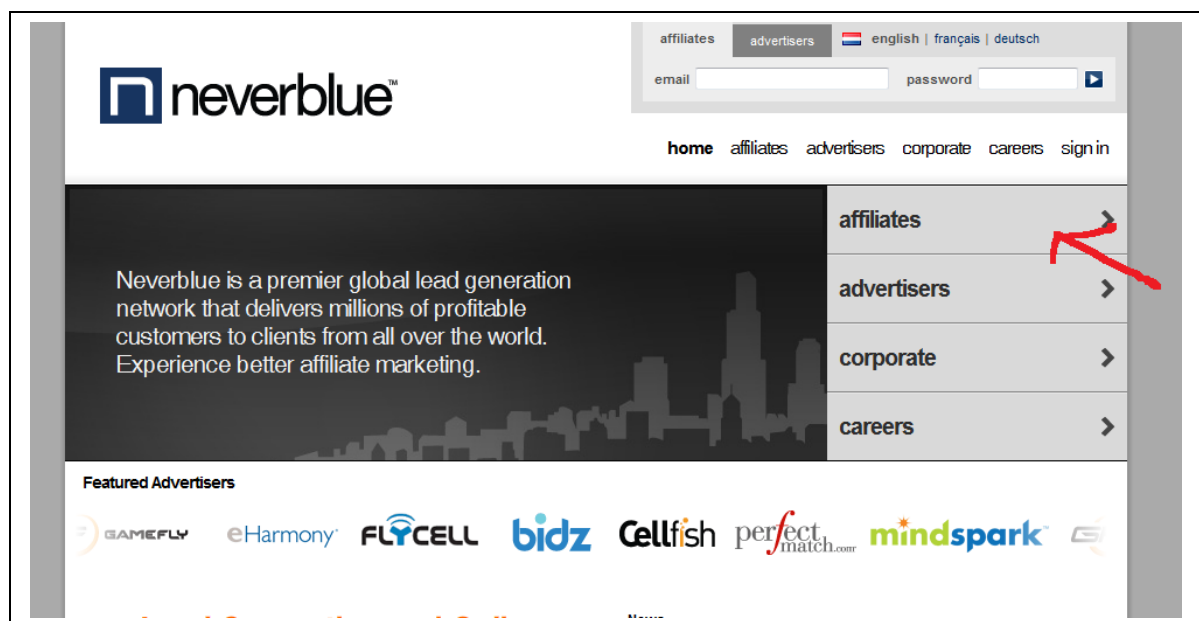 affiliates advertisers english | français | deutsch
email password
neverblue™
home affiliates advertisers corporate careers sign in
affiliates
Neverblue is a premier global lead generation
network that delivers millions of profitable
customers to clients from all over the world.
Experience better affiliate marketing.
advertisers
corporate
careers
Featured Advertisers
GAMEFLY eHarmony FLYCELL bidz Cellfish perfectmatch.com mindspark